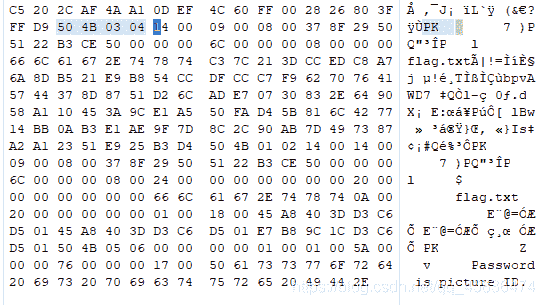 C5 20 2C AF 4A A1 0D EF 4C 60 FF 00 28 26 80 3F Å ,¯J¡ ïL`ÿ (&€?
FF D9 50 4B 03 04 14 00 09 00 08 00 37 8F 29 50 ÿÙPK 7 )P
51 22 B3 CE 50 00 00 00 6C 00 00 00 08 00 00 00 Q"³ÎP l
66 6C 61 67 2E 74 78 74 C3 7C 21 3D CC ED C8 A7 flag.txtÃ|!=ÌíÈ§
6A 8D B5 21 E9 B8 54 CC DF CC C7 F9 62 70 76 41 j µ!é¸TÌßÌÇùbpvA
57 44 37 8D 87 51 D2 6C AD E7 07 30 83 2E 64 90 WD7 ‡QÒl-ç 0ƒ.d
58 A1 10 45 3A 9C E1 A5 50 FA D4 5B 81 6C 42 77 X¡ E:œá¥PúÔ[ lBw
14 BB 0A B3 E1 AE 9F 7D 8C 2C 90 AB 7D 49 73 87 » ³á®Ÿ}Œ, «}Is‡
A2 A1 23 51 E9 25 B3 D4 50 4B 01 02 14 00 14 00 ¢¡#Qé%³ÔPK
09 00 08 00 37 8F 29 50 51 22 B3 CE 50 00 00 00 7 )PQ"³ÎP
6C 00 00 00 08 00 24 00 00 00 00 00 00 00 20 00 l $
00 00 00 00 00 00 66 6C 61 67 2E 74 78 74 0A 00 flag.txt
20 00 00 00 00 00 01 00 18 00 45 A8 40 3D D3 C6 E¨@=ÓÆ
D5 01 45 A8 40 3D D3 C6 D5 01 E7 B8 9C 1C D3 C6 Õ E¨@=ÓÆÕ ç¸œ ÓÆ
D5 01 50 4B 05 06 00 00 00 00 01 00 01 00 5A 00 Õ PK Z
00 00 76 00 00 00 17 00 50 61 73 73 77 6F 72 64 v Password
20 69 73 20 70 69 63 74 75 72 65 20 49 44 2E is picture ID.